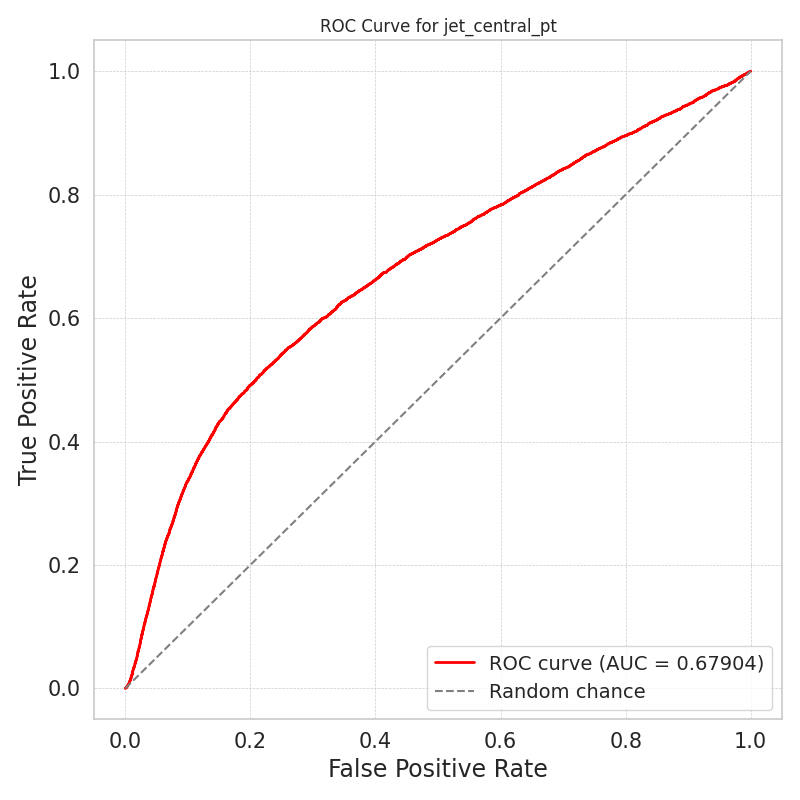 ROC Curve for jet_central_pt
1.0
0.8
0.6
0.4
0.2
0.0
True Positive Rate
ROC curve (AUC = 0.67904)
Random chance
0.0 0.2 0.4 0.6 0.8 1.0
False Positive Rate